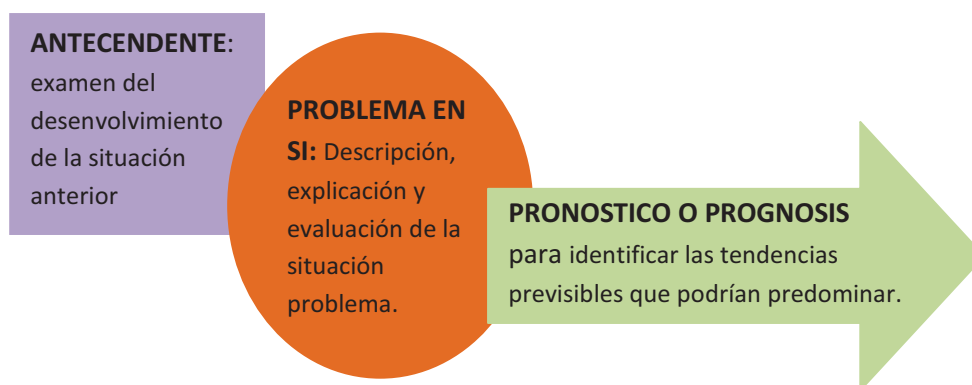 ANTECENDENTE:
examen del
desenvolvimiento
de la situación
anterior
PROBLEMA EN
SI: Descripción,
explicación y
evaluación de la
situación
problema.
PRONOSTICO O PROGNOSIS
para identificar las tendencias
previsibles que podrían predominar.